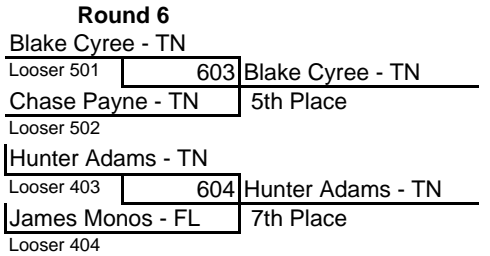 Round 6
Blake Cyree - TN
Looser 501
603 Blake Cyree - TN
Chase Payne - TN
5th Place
Looser 502
Hunter Adams - TN
Looser 403
604 Hunter Adams - TN
James Monos - FL
7th Place
Looser 404